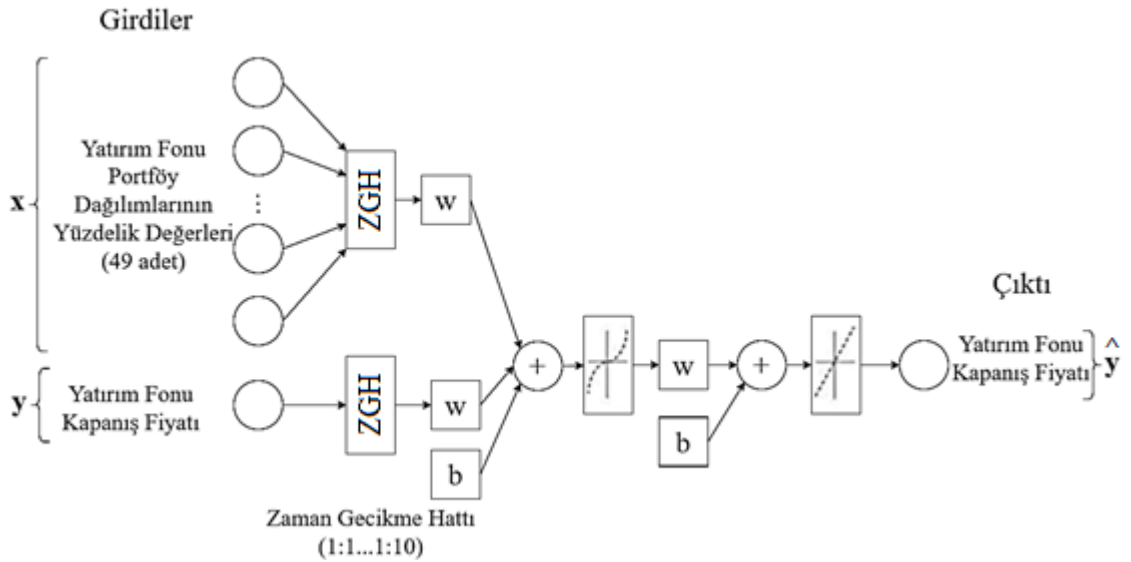 Girdiler
x
Yatırım Fonu
Portföy
Dağılımlarının
Yüzdelik Değerleri
(49 adet)
ZGH
w
y
Yatırım Fonu
Kapanış Fiyatı
ZGH
w
b
+
w
b
+
Çıktı
Yatırım Fonu
Kapanış Fiyatı
ŷ
Zaman Gecikme Hattı
(1:1...1:10)